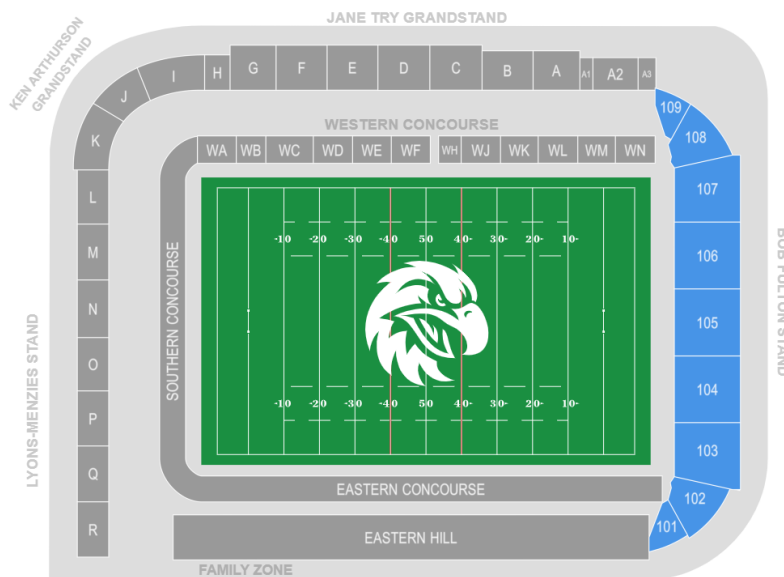 JANE TRY GRANDSTAND
KEN ARTHURSON
GRANDSTAND
K J I H G F E D C B A A1 A2 A3
109
108
107
106
105
104
103
102
101
WESTERN CONCOURSE
WA WB WC WD WE WF WH WJ WK WL WM WN
L
M
N
O
P
Q
R
LYONS-MENZIES STAND
SOUTHERN CONCOURSE
BOB FULTON STAND
-10 -20 -30 -40 50 40- 30- 20- 10-
-10 -20 -30 -40 50 40- 30- 20- 10-
EASTERN CONCOURSE
EASTERN HILL
FAMILY ZONE